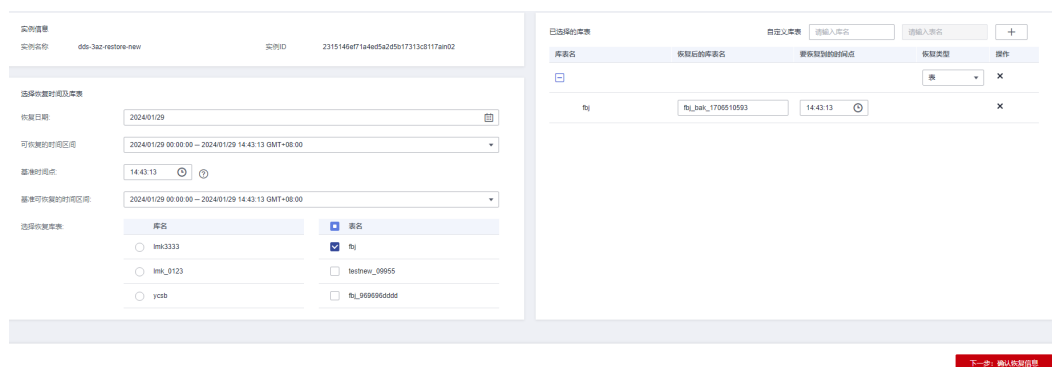 实例信息
实例名称 dds-3az-restore-new 实例ID 2315146ef71a4ed5a2d5b17313c8117ain02
选择恢复时间及库表
恢复日期: 2024/01/29
可恢复的时间区间 2024/01/29 00:00:00 -- 2024/01/29 14:43:13 GMT+08:00
基准时间点: 14:43:13
基准可恢复的时间区间: 2024/01/29 00:00:00 -- 2024/01/29 14:43:13 GMT+08:00
选择恢复库表: 库名 表名
lmk3333 fbj
lmk_0123 testnew_09955
ycsb fbj_969696dddd
已选择的库表 自定义库表 请输入库名 请输入表名
库表名 恢复后的库表名 要恢复到的时间点 恢复类型 操作
表
fbj fbj_bak_1706510593 14:43:13
下一步: 确认恢复信息